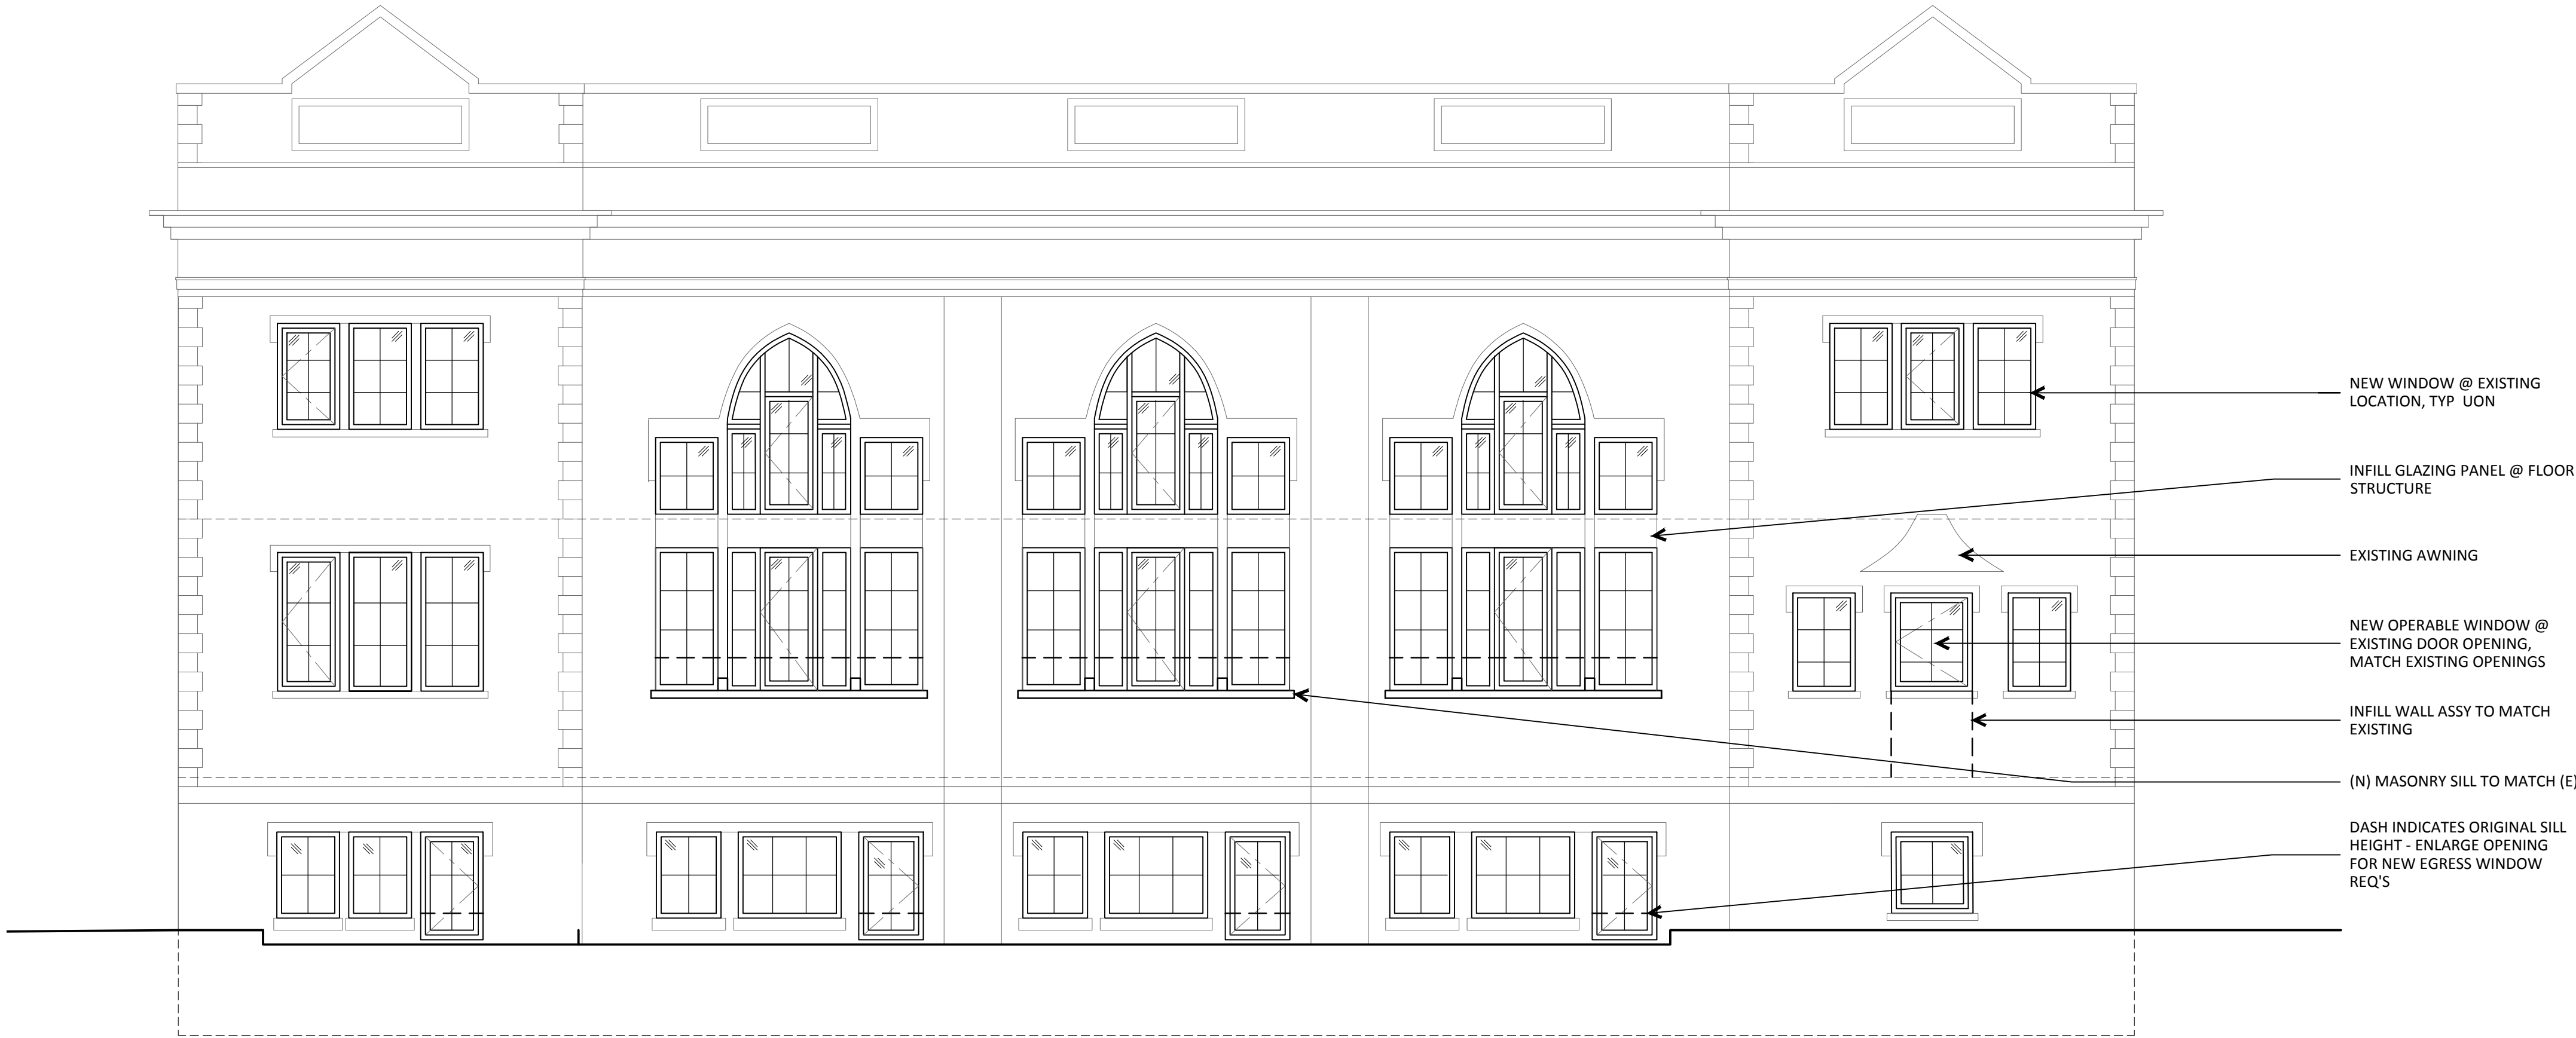 NEW WINDOW @ EXISTING
LOCATION, TYP UON
INFILL GLAZING PANEL @ FLOOR
STRUCTURE
EXISTING AWNING
NEW OPERABLE WINDOW @
EXISTING DOOR OPENING,
MATCH EXISTING OPENINGS
INFILL WALL ASSY TO MATCH
EXISTING
(N) MASONRY SILL TO MATCH (E)
DASH INDICATES ORIGINAL SILL
HEIGHT - ENLARGE OPENING
FOR NEW EGRESS WINDOW
REQ'S